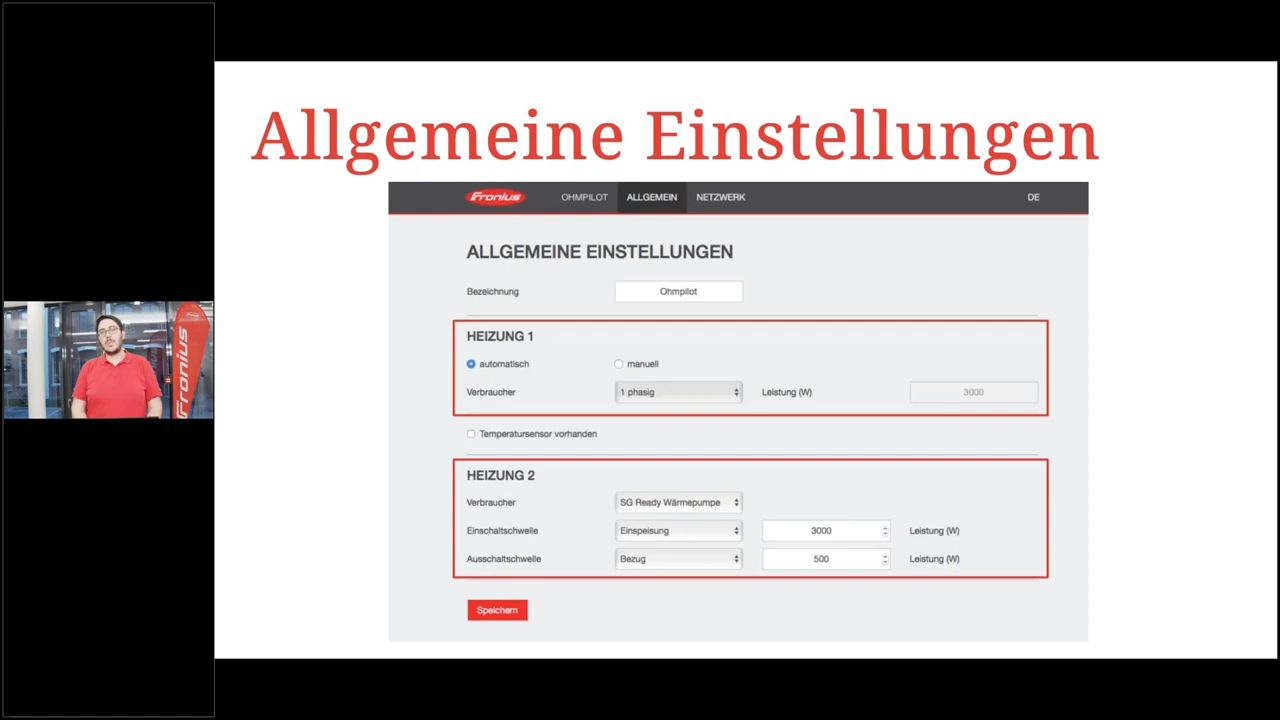 Allgemeine Einstellungen
Fronius OHMPILOT ALLGEMEIN NETZWERK DE
ALLGEMEINE EINSTELLUNGEN
Bezeichnung Ohmpilot
HEIZUNG 1
automatisch manuell
Verbraucher 1 phasig Leistung (W) 3000
Temperatursensor vorhanden
HEIZUNG 2
Verbraucher SG Ready Wärmepumpe
Einschaltschwelle Einspeisung 3000 Leistung (W)
Ausschaltschwelle Bezug 500 Leistung (W)
Speichern
Fronius